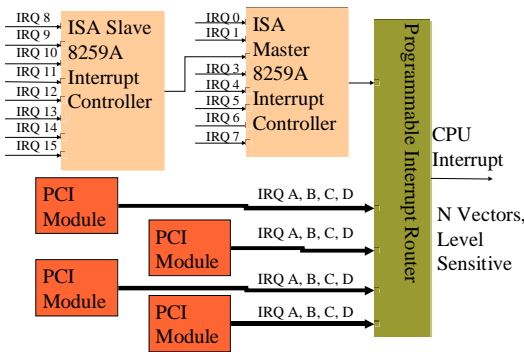 IRQ 8
IRQ 9
IRQ 10
IRQ 11
IRQ 12
IRQ 13
IRQ 14
IRQ 15
ISA Slave
8259A
Interrupt
Controller
IRQ 0
IRQ 1
IRQ 3
IRQ 4
IRQ 5
IRQ 6
IRQ 7
ISA
Master
8259A
Interrupt
Controller
Programmable Interrupt Router
CPU
Interrupt
N Vectors,
Level
Sensitive
PCI
Module
IRQ A, B, C, D
PCI
Module
IRQ A, B, C, D
PCI
Module
IRQ A, B, C, D
PCI
Module
IRQ A, B, C, D